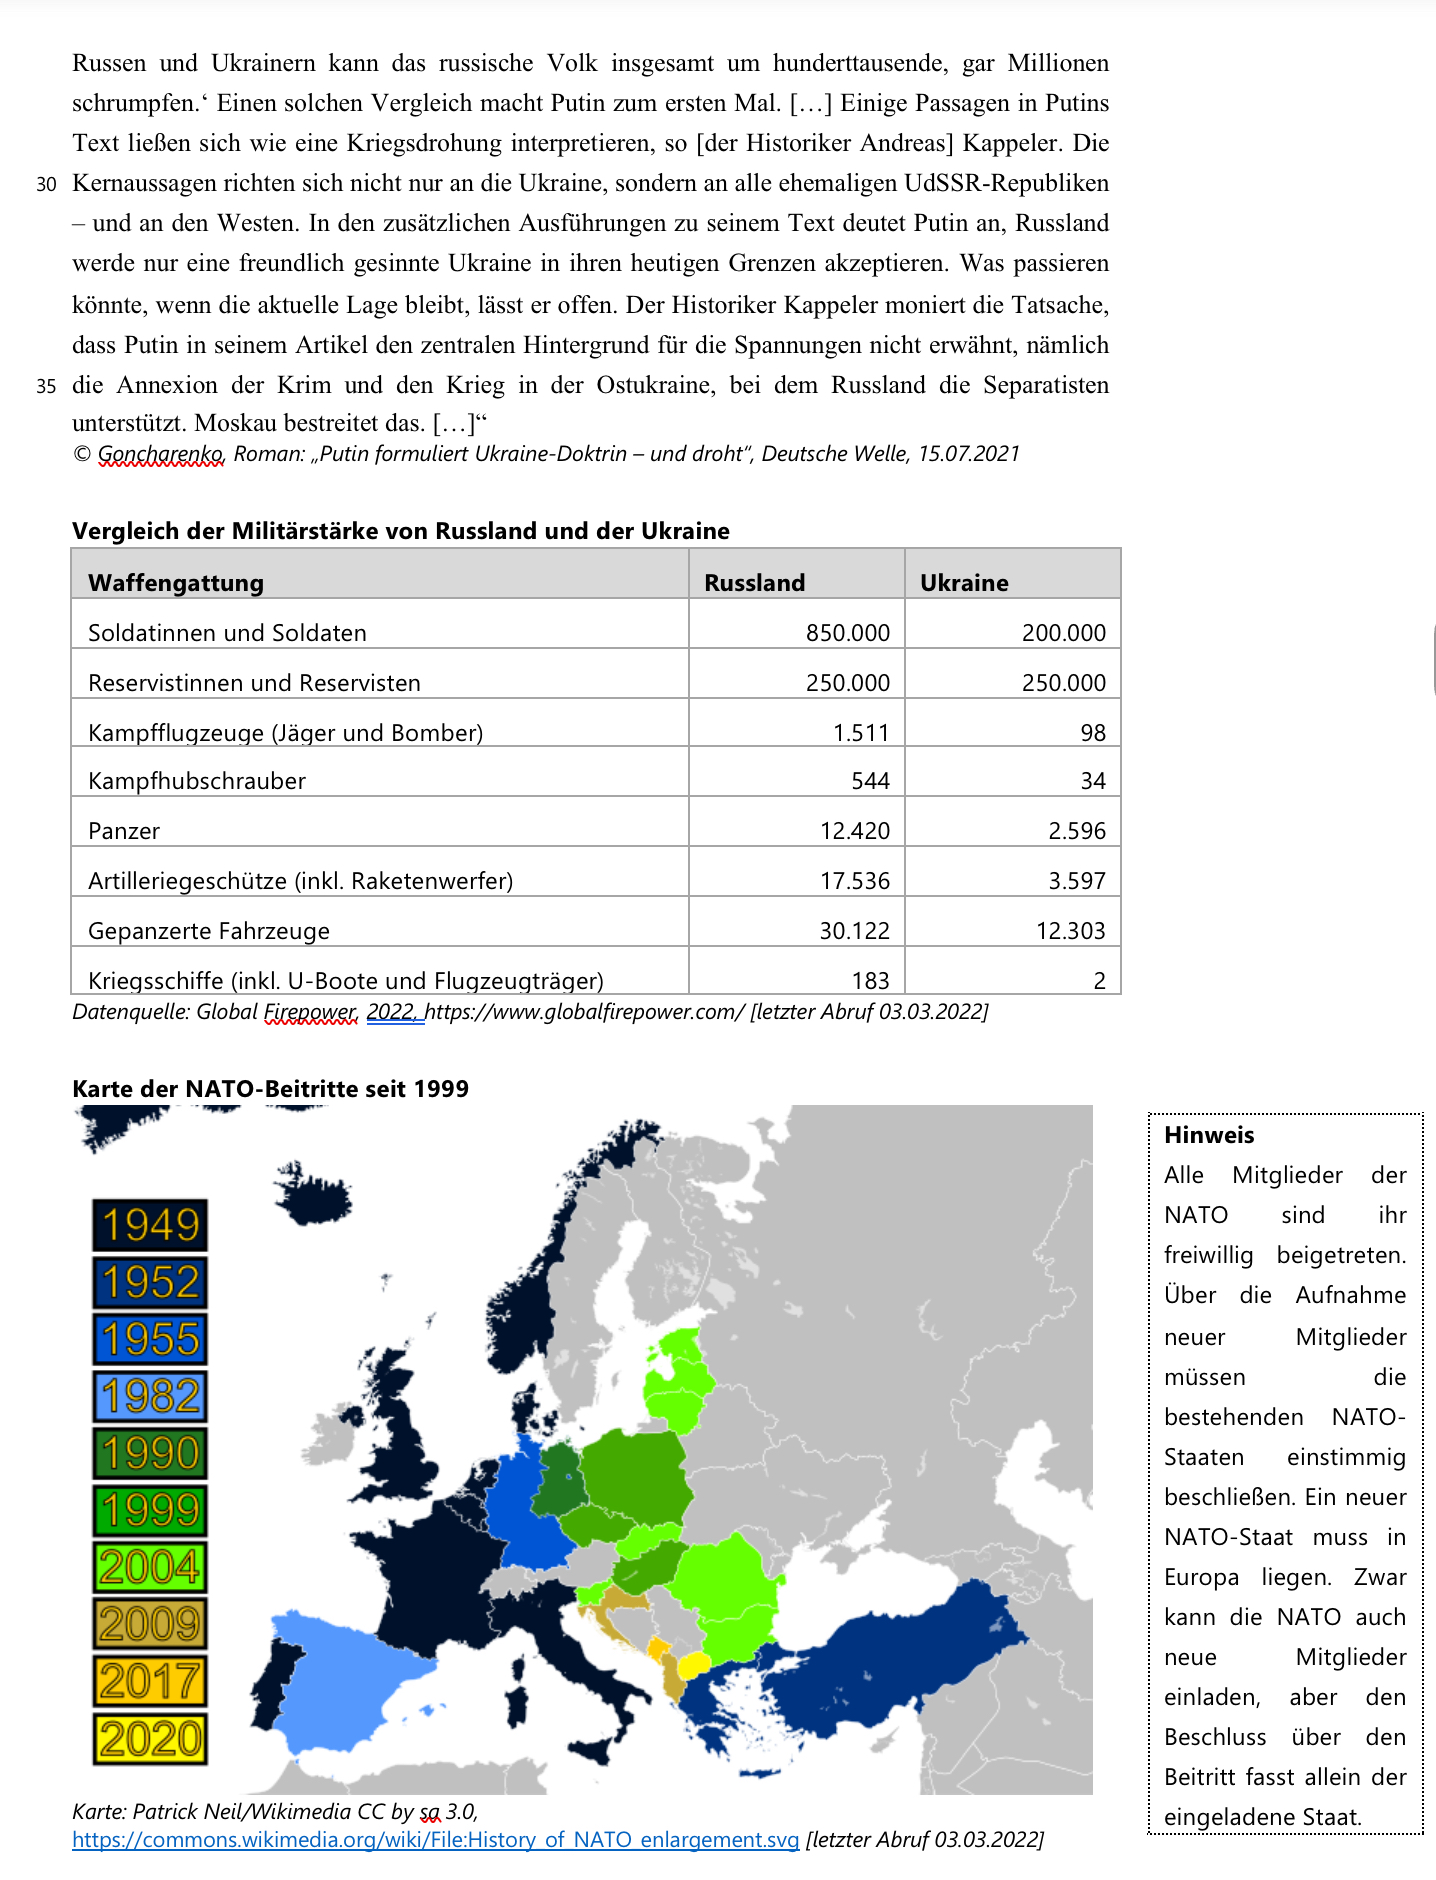 Russen und Ukrainern kann das russische Volk insgesamt um hunderttausende, gar Millionen
schrumpfen.‘ Einen solchen Vergleich macht Putin zum ersten Mal. […] Einige Passagen in Putins
Text ließen sich wie eine Kriegsdrohung interpretieren, so [der Historiker Andreas] Kappeler. Die
30 Kernaussagen richten sich nicht nur an die Ukraine, sondern an alle ehemaligen UdSSR-Republiken
– und an den Westen. In den zusätzlichen Ausführungen zu seinem Text deutet Putin an, Russland
werde nur eine freundlich gesinnte Ukraine in ihren heutigen Grenzen akzeptieren. Was passieren
könnte, wenn die aktuelle Lage bleibt, lässt er offen. Der Historiker Kappeler moniert die Tatsache,
dass Putin in seinem Artikel den zentralen Hintergrund für die Spannungen nicht erwähnt, nämlich
35 die Annexion der Krim und den Krieg in der Ostukraine, bei dem Russland die Separatisten
unterstützt. Moskau bestreitet das. […]“
© Goncharenko, Roman: „Putin formuliert Ukraine-Doktrin – und droht“, Deutsche Welle, 15.07.2021
Vergleich der Militärstärke von Russland und der Ukraine
Waffengattung Russland Ukraine
Soldatinnen und Soldaten 850.000 200.000
Reservistinnen und Reservisten 250.000 250.000
Kampfflugzeuge (Jäger und Bomber) 1.511 98
Kampfhubschrauber 544 34
Panzer 12.420 2.596
Artilleriegeschütze (inkl. Raketenwerfer) 17.536 3.597
Gepanzerte Fahrzeuge 30.122 12.303
Kriegsschiffe (inkl. U-Boote und Flugzeugträger) 183 2
Datenquelle: Global Firepower, 2022, https://www.globalfirepower.com/ [letzter Abruf 03.03.2022]
Karte der NATO-Beitritte seit 1999
1949
1952
1955
1982
1990
1999
2004
2009
2017
2020
Karte: Patrick Neil/Wikimedia CC by sa 3.0,
https://commons.wikimedia.org/wiki/File:History_of_NATO_enlargement.svg [letzter Abruf 03.03.2022]
Hinweis
Alle Mitglieder der
NATO sind ihr
freiwillig beigetreten.
Über die Aufnahme
neuer Mitglieder
müssen die
bestehenden NATO-
Staaten einstimmig
beschließen. Ein neuer
NATO-Staat muss in
Europa liegen. Zwar
kann die NATO auch
neue Mitglieder
einladen, aber den
Beschluss über den
Beitritt fasst allein der
eingeladene Staat.